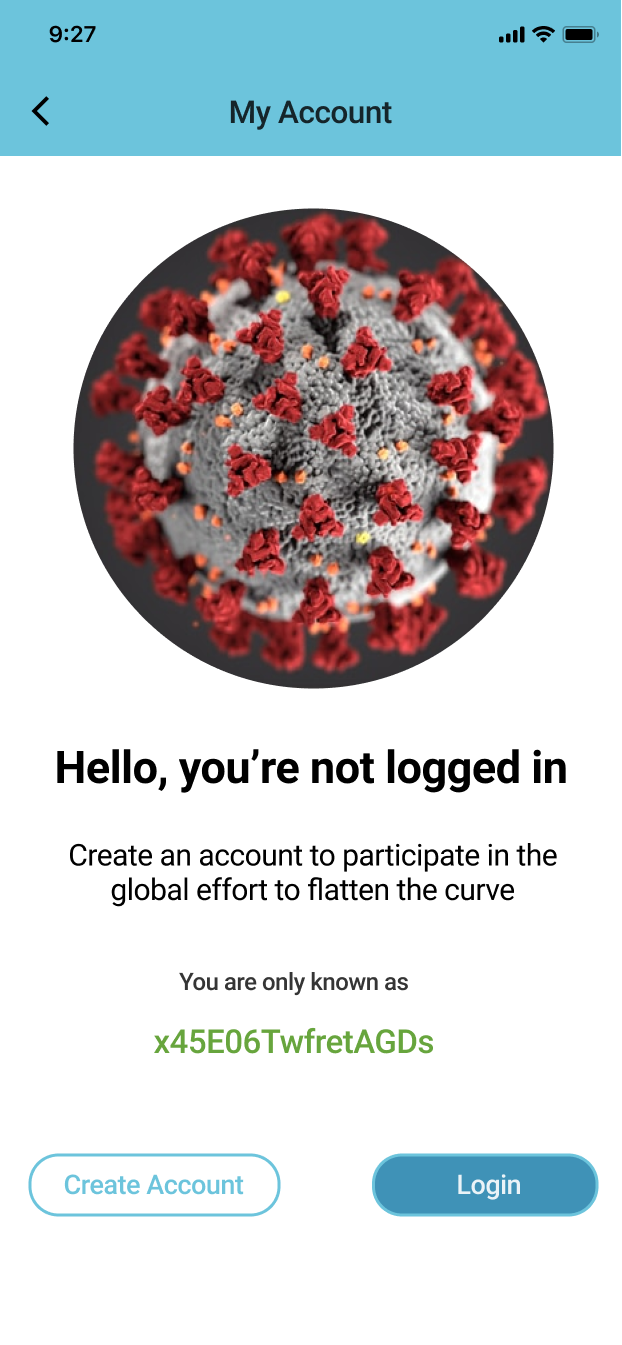 9:27
My Account
Hello, you’re not logged in
Create an account to participate in the
global effort to flatten the curve
You are only known as
x45E06TwfretAGDs
Create Account
Login